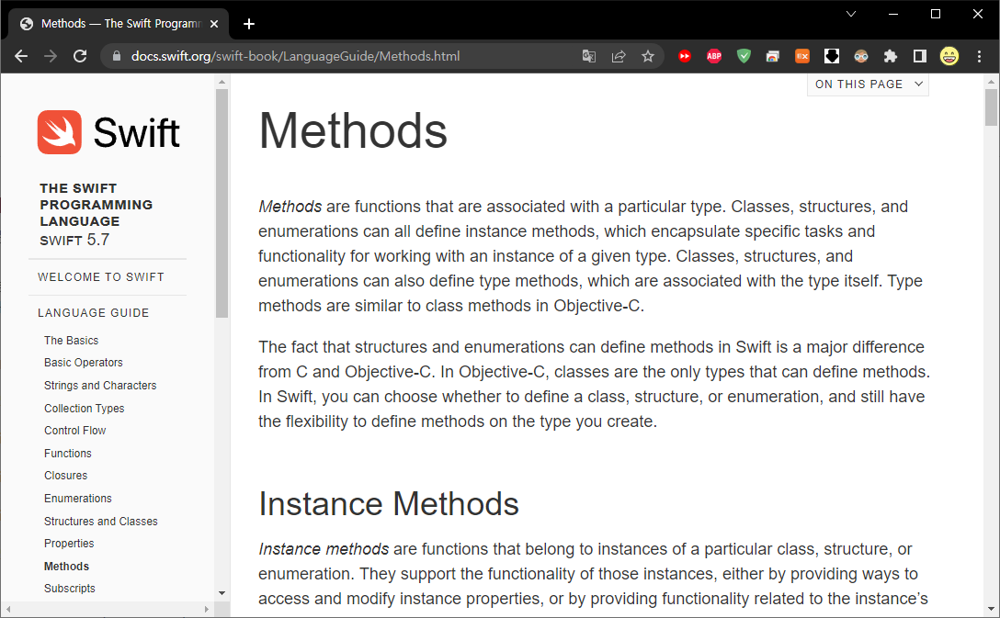 Methods — The Swift Programm
docs.swift.org/swift-book/LanguageGuide/Methods.html
ABP
Swift
THE SWIFT
PROGRAMMING
LANGUAGE
SWIFT 5.7
WELCOME TO SWIFT
LANGUAGE GUIDE
The Basics
Basic Operators
Strings and Characters
Collection Types
Control Flow
Functions
Closures
Enumerations
Structures and Classes
Properties
Methods
Subscripts
ON THIS PAGE
Methods
Methods are functions that are associated with a particular type. Classes, structures, and
enumerations can all define instance methods, which encapsulate specific tasks and
functionality for working with an instance of a given type. Classes, structures, and
enumerations can also define type methods, which are associated with the type itself. Type
methods are similar to class methods in Objective-C.
The fact that structures and enumerations can define methods in Swift is a major difference
from C and Objective-C. In Objective-C, classes are the only types that can define methods.
In Swift, you can choose whether to define a class, structure, or enumeration, and still have
the flexibility to define methods on the type you create.
Instance Methods
Instance methods are functions that belong to instances of a particular class, structure, or
enumeration. They support the functionality of those instances, either by providing ways to
access and modify instance properties, or by providing functionality related to the instance’s